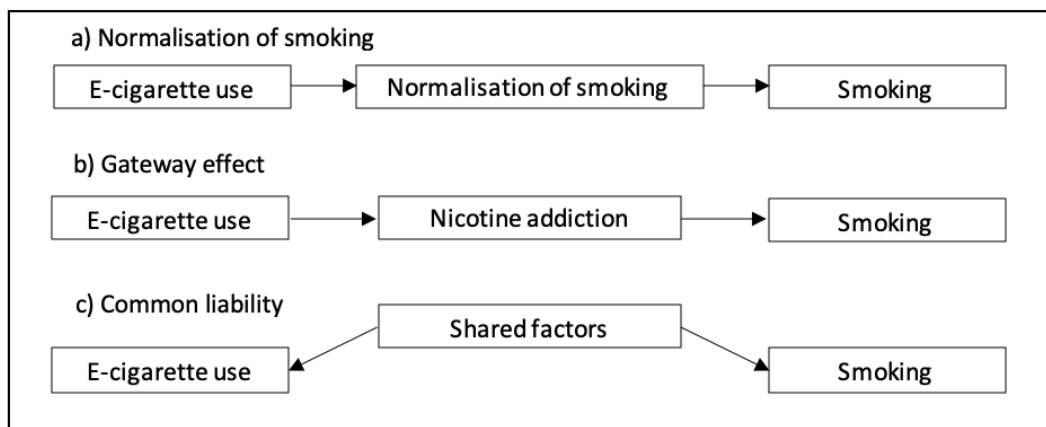 a) Normalisation of smoking
E-cigarette use
Normalisation of smoking
Smoking
b) Gateway effect
E-cigarette use
Nicotine addiction
Smoking
c) Common liability
Shared factors
E-cigarette use
Smoking